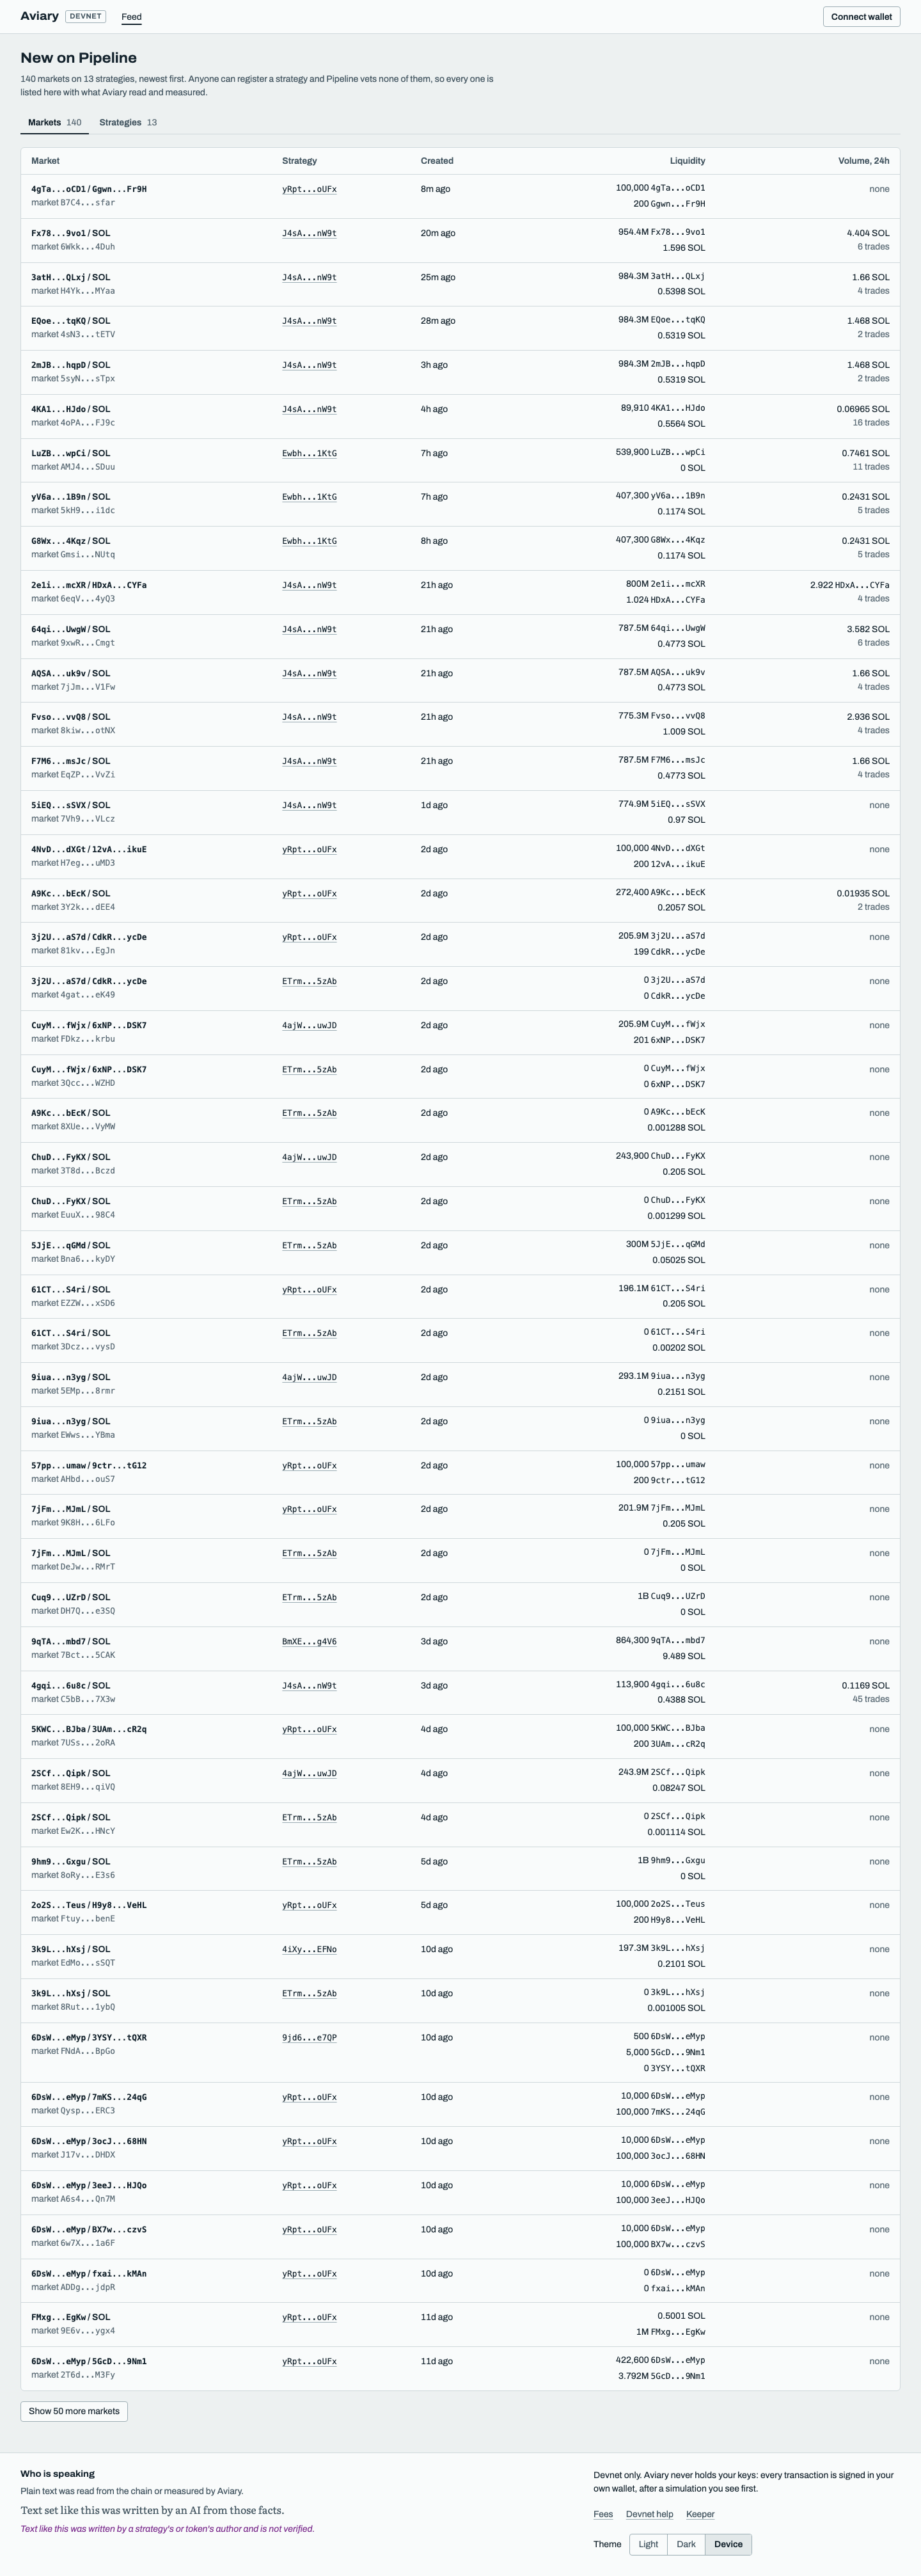 Aviary DEVNET Feed Connect wallet
New on Pipeline
140 markets on 13 strategies, newest first. Anyone can register a strategy and Pipeline vets none of them, so every one is
listed here with what Aviary read and measured.
Markets 140 Strategies 13
Market Strategy Created Liquidity Volume, 24h
4gTa...oCD1 / Ggwn...Fr9H yRpt...oUFx 8m ago 100,000 4gTa...oCD1 none
market B7C4...sfar 200 Ggwn...Fr9H
Fx78...9vo1 / SOL J4sA...nW9t 20m ago 954.4M Fx78...9vo1 4.404 SOL
market 6Wkk...4Duh 1.596 SOL 6 trades
3atH...QLxj / SOL J4sA...nW9t 25m ago 984.3M 3atH...QLxj 1.66 SOL
market H4Yk...MYaa 0.5398 SOL 4 trades
EQoe...tqKQ / SOL J4sA...nW9t 28m ago 984.3M EQoe...tqKQ 1.468 SOL
market 4sN3...tETV 0.5319 SOL 2 trades
2mJB...hqpD / SOL J4sA...nW9t 3h ago 984.3M 2mJB...hqpD 1.468 SOL
market 5syN...sTpx 0.5319 SOL 2 trades
4KA1...HJdo / SOL J4sA...nW9t 4h ago 89,910 4KA1...HJdo 0.06965 SOL
market 4oPA...FJ9c 0.5564 SOL 16 trades
LuZB...wpCi / SOL Ewbh...1KtG 7h ago 539,900 LuZB...wpCi 0.7461 SOL
market AMJ4...SDuu 0 SOL 11 trades
yV6a...1B9n / SOL Ewbh...1KtG 7h ago 407,300 yV6a...1B9n 0.2431 SOL
market 5kH9...i1dc 0.1174 SOL 5 trades
G8Wx...4Kqz / SOL Ewbh...1KtG 8h ago 407,300 G8Wx...4Kqz 0.2431 SOL
market Gmsi...NUtq 0.1174 SOL 5 trades
2e1i...mcXR / HDxA...CYFa J4sA...nW9t 21h ago 800M 2e1i...mcXR 2.922 HDxA...CYFa
market 6eqV...4yQ3 1.024 HDxA...CYFa 4 trades
64qi...UwgW / SOL J4sA...nW9t 21h ago 787.5M 64qi...UwgW 3.582 SOL
market 9xwR...Cmgt 0.4773 SOL 6 trades
AQSA...uk9v / SOL J4sA...nW9t 21h ago 787.5M AQSA...uk9v 1.66 SOL
market 7jJm...V1Fw 0.4773 SOL 4 trades
Fvso...vvQ8 / SOL J4sA...nW9t 21h ago 775.3M Fvso...vvQ8 2.936 SOL
market 8kiw...otNX 1.009 SOL 4 trades
F7M6...msJc / SOL J4sA...nW9t 21h ago 787.5M F7M6...msJc 1.66 SOL
market EqZP...VvZi 0.4773 SOL 4 trades
5iEQ...sSVX / SOL J4sA...nW9t 1d ago 774.9M 5iEQ...sSVX none
market 7Vh9...VLcz 0.97 SOL
4NvD...dXGt / 12vA...ikuE yRpt...oUFx 2d ago 100,000 4NvD...dXGt none
market H7eg...uMD3 200 12vA...ikuE
A9Kc...bEcK / SOL yRpt...oUFx 2d ago 272,400 A9Kc...bEcK 0.01935 SOL
market 3Y2k...dEE4 0.2057 SOL 2 trades
3j2U...aS7d / CdkR...ycDe yRpt...oUFx 2d ago 205.9M 3j2U...aS7d none
market 81kv...EgJn 199 CdkR...ycDe
3j2U...aS7d / CdkR...ycDe ETrm...5zAb 2d ago 0 3j2U...aS7d none
market 4gat...eK49 0 CdkR...ycDe
CuyM...fWjx / 6xNP...DSK7 4ajW...uwJD 2d ago 205.9M CuyM...fWjx none
market FDkz...krbu 201 6xNP...DSK7
CuyM...fWjx / 6xNP...DSK7 ETrm...5zAb 2d ago 0 CuyM...fWjx none
market 3Qcc...WZHD 0 6xNP...DSK7
A9Kc...bEcK / SOL ETrm...5zAb 2d ago 0 A9Kc...bEcK none
market 8XUe...VyMW 0.001288 SOL
ChuD...FyKX / SOL 4ajW...uwJD 2d ago 243,900 ChuD...FyKX none
market 3T8d...Bczd 0.205 SOL
ChuD...FyKX / SOL ETrm...5zAb 2d ago 0 ChuD...FyKX none
market EuuX...98C4 0.001299 SOL
5JjE...qGMd / SOL ETrm...5zAb 2d ago 300M 5JjE...qGMd none
market Bna6...kyDY 0.05025 SOL
61CT...S4ri / SOL yRpt...oUFx 2d ago 196.1M 61CT...S4ri none
market EZZW...xSD6 0.205 SOL
61CT...S4ri / SOL ETrm...5zAb 2d ago 0 61CT...S4ri none
market 3Dcz...vysD 0.00202 SOL
9iua...n3yg / SOL 4ajW...uwJD 2d ago 293.1M 9iua...n3yg none
market 5EMp...8rmr 0.2151 SOL
9iua...n3yg / SOL ETrm...5zAb 2d ago 0 9iua...n3yg none
market EWws...YBma 0 SOL
57pp...umaw / 9ctr...tG12 yRpt...oUFx 2d ago 100,000 57pp...umaw none
market AHbd...ouS7 200 9ctr...tG12
7jFm...MJmL / SOL yRpt...oUFx 2d ago 201.9M 7jFm...MJmL none
market 9K8H...6LFo 0.205 SOL
7jFm...MJmL / SOL ETrm...5zAb 2d ago 0 7jFm...MJmL none
market DeJw...RMrT 0 SOL
Cuq9...UZrD / SOL ETrm...5zAb 2d ago 1B Cuq9...UZrD none
market DH7Q...e3SQ 0 SOL
9qTA...mbd7 / SOL BmXE...g4V6 3d ago 864,300 9qTA...mbd7 none
market 7Bct...5CAK 9.489 SOL
4gqi...6u8c / SOL J4sA...nW9t 3d ago 113,900 4gqi...6u8c 0.1169 SOL
market C5bB...7X3w 0.4388 SOL 45 trades
5KWC...BJba / 3UAm...cR2q yRpt...oUFx 4d ago 100,000 5KWC...BJba none
market 7USs...2oRA 200 3UAm...cR2q
2SCf...Qipk / SOL 4ajW...uwJD 4d ago 243.9M 2SCf...Qipk none
market 8EH9...qiVQ 0.08247 SOL
2SCf...Qipk / SOL ETrm...5zAb 4d ago 0 2SCf...Qipk none
market Ew2K...HNcY 0.001114 SOL
9hm9...Gxgu / SOL ETrm...5zAb 5d ago 1B 9hm9...Gxgu none
market 8oRy...E3s6 0 SOL
2o2S...Teus / H9y8...VeHL yRpt...oUFx 5d ago 100,000 2o2S...Teus none
market Ftuy...benE 200 H9y8...VeHL
3k9L...hXsj / SOL 4iXy...EFNo 10d ago 197.3M 3k9L...hXsj none
market EdMo...sSQT 0.2101 SOL
3k9L...hXsj / SOL ETrm...5zAb 10d ago 0 3k9L...hXsj none
market 8Rut...1ybQ 0.001005 SOL
6DsW...eMyp / 3YSY...tQXR 9jd6...e7QP 10d ago 500 6DsW...eMyp none
market FNdA...BpGo 5,000 5GcD...9Nm1
0 3YSY...tQXR
6DsW...eMyp / 7mKS...24qG yRpt...oUFx 10d ago 10,000 6DsW...eMyp none
market Qysp...ERC3 100,000 7mKS...24qG
6DsW...eMyp / 3ocJ...68HN yRpt...oUFx 10d ago 10,000 6DsW...eMyp none
market J17v...DHDX 100,000 3ocJ...68HN
6DsW...eMyp / 3eeJ...HJQo yRpt...oUFx 10d ago 10,000 6DsW...eMyp none
market A6s4...Qn7M 100,000 3eeJ...HJQo
6DsW...eMyp / BX7w...czvS yRpt...oUFx 10d ago 10,000 6DsW...eMyp none
market 6w7X...1a6F 100,000 BX7w...czvS
6DsW...eMyp / fxai...kMAn yRpt...oUFx 10d ago 0 6DsW...eMyp none
market ADDg...jdpR 0 fxai...kMAn
FMxg...EgKw / SOL yRpt...oUFx 11d ago 0.5001 SOL none
market 9E6v...ygx4 1M FMxg...EgKw
6DsW...eMyp / 5GcD...9Nm1 yRpt...oUFx 11d ago 422,600 6DsW...eMyp none
market 2T6d...M3Fy 3.792M 5GcD...9Nm1
Show 50 more markets
Who is speaking
Plain text was read from the chain or measured by Aviary.
Text set like this was written by an AI from those facts.
Text like this was written by a strategy's or token's author and is not verified.
Devnet only. Aviary never holds your keys: every transaction is signed in your
own wallet, after a simulation you see first.
Fees Devnet help Keeper
Theme Light Dark Device